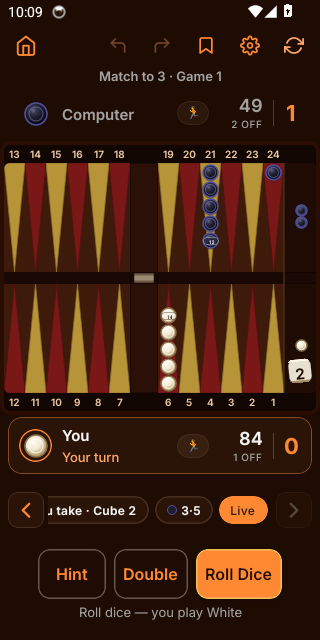 10:09
Match to 3 · Game 1
Computer
49
2 OFF
1
13 14 15 16 17 18 19 20 21 22 23 24
12
14
2
12 11 10 9 8 7 6 5 4 3 2 1
You
Your turn
84
1 OFF
0
u take · Cube 2
3·5
Live
Hint
Double
Roll Dice
Roll dice — you play White